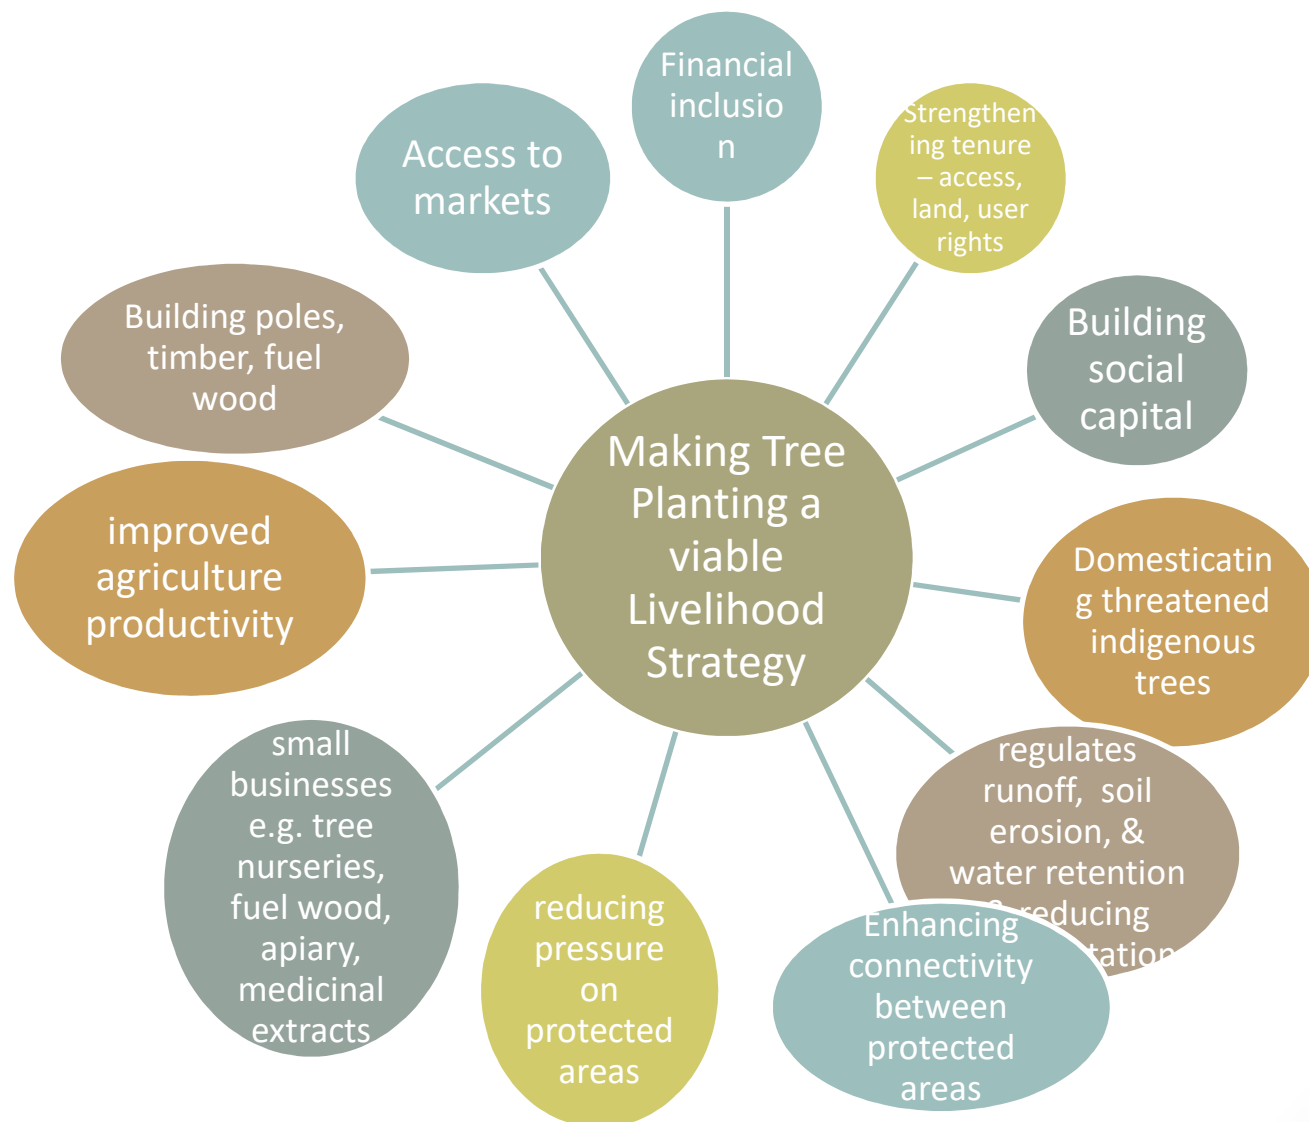 Financial
inclusio
n
Strengthen
ing tenure
– access,
land, user
rights
Building
social
capital
Domesticatin
g threatened
indigenous
trees
regulates
runoff,  soil
erosion, &
water retention
reducing
Enhancing
connectivity
between
protected
areas
reducing
pressure
on
protected
areas
small
businesses
e.g. tree
nurseries,
fuel wood,
apiary,
medicinal
extracts
improved
agriculture
productivity
Building poles,
timber, fuel
wood
Access to
markets
Making Tree
Planting a
viable
Livelihood
Strategy